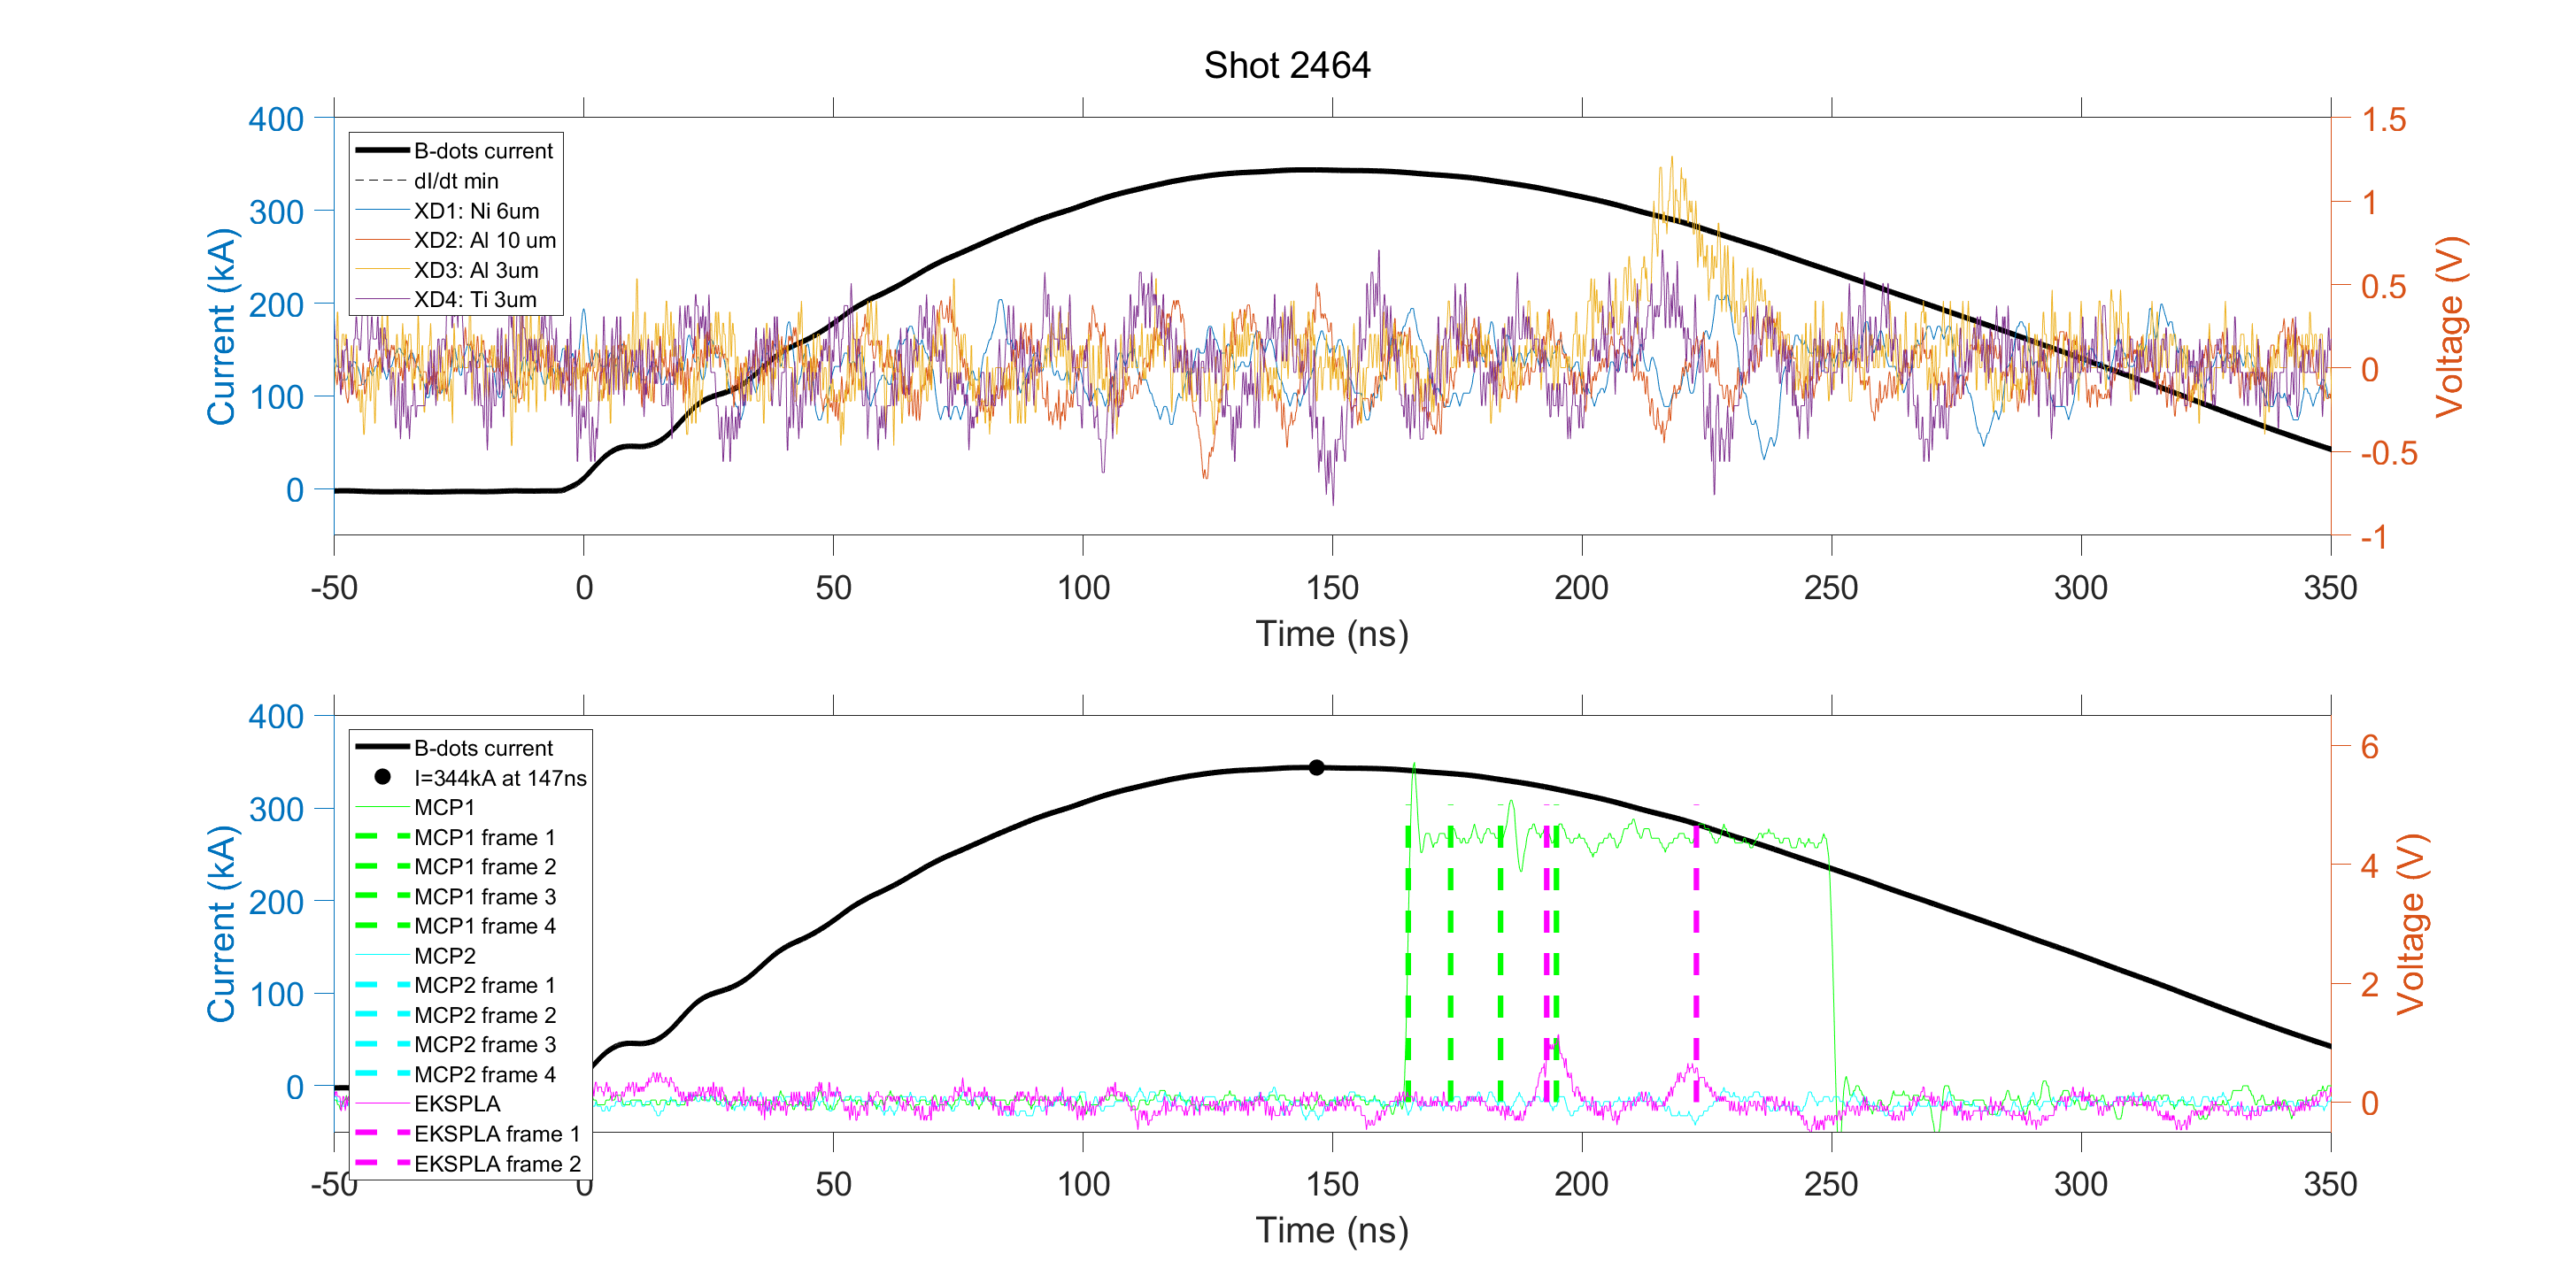 Shot 2464
400
300
200
100
0
Current (kA)
1.5
1
0.5
0
-0.5
-1
Voltage (V)
B-dots current
dI/dt min
XD1: Ni 6um
XD2: Al 10 um
XD3: Al 3um
XD4: Ti 3um
-50 0 50 100 150 200 250 300 350
Time (ns)
400
300
200
100
0
Current (kA)
6
4
2
0
Voltage (V)
B-dots current
I=344kA at 147ns
MCP1
MCP1 frame 1
MCP1 frame 2
MCP1 frame 3
MCP1 frame 4
MCP2
MCP2 frame 1
MCP2 frame 2
MCP2 frame 3
MCP2 frame 4
EKSPLA
EKSPLA frame 1
EKSPLA frame 2
-50 0 50 100 150 200 250 300 350
Time (ns)